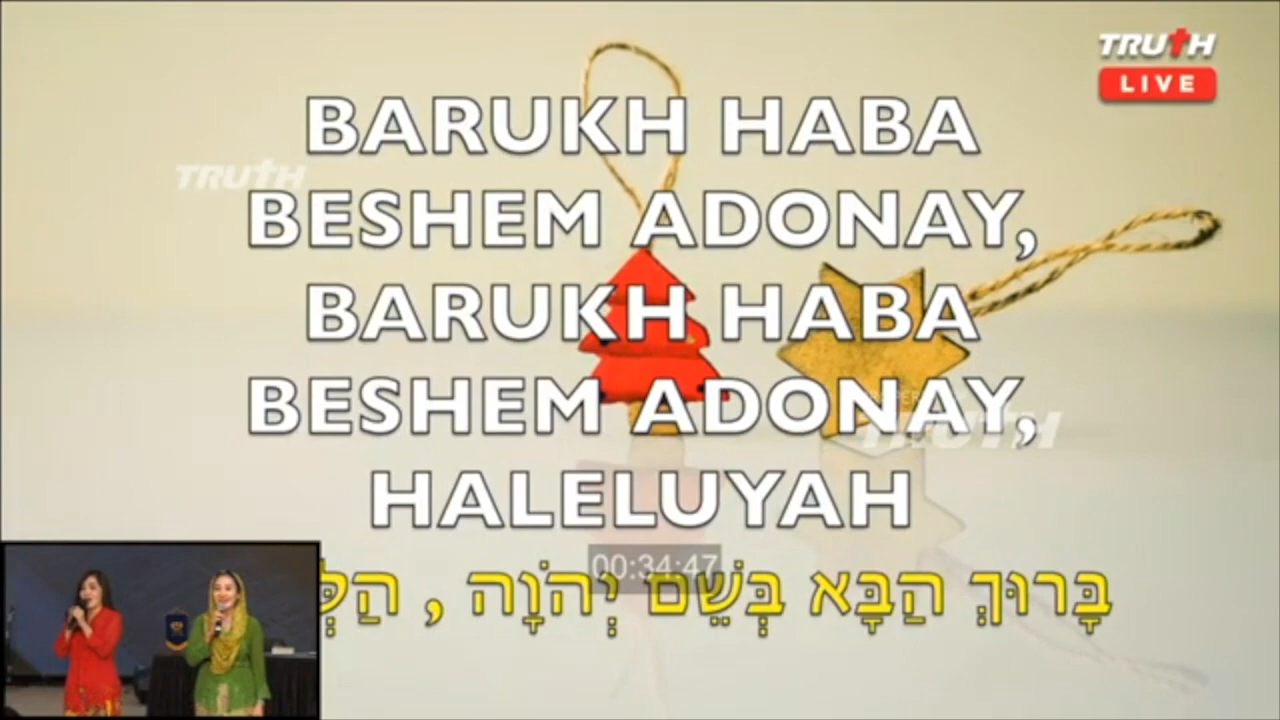 TRUTH
LIVE
BARUKH HABA
TRUTH
BESHEM ADONAY,
BARUKH HABA
BESHEM ADONAY,
TRUTH
HALELUYAH
00:34:47
בָּרוּךְ הַבָּא בְּשֵׁם יְהֹוָה , הַלְּ